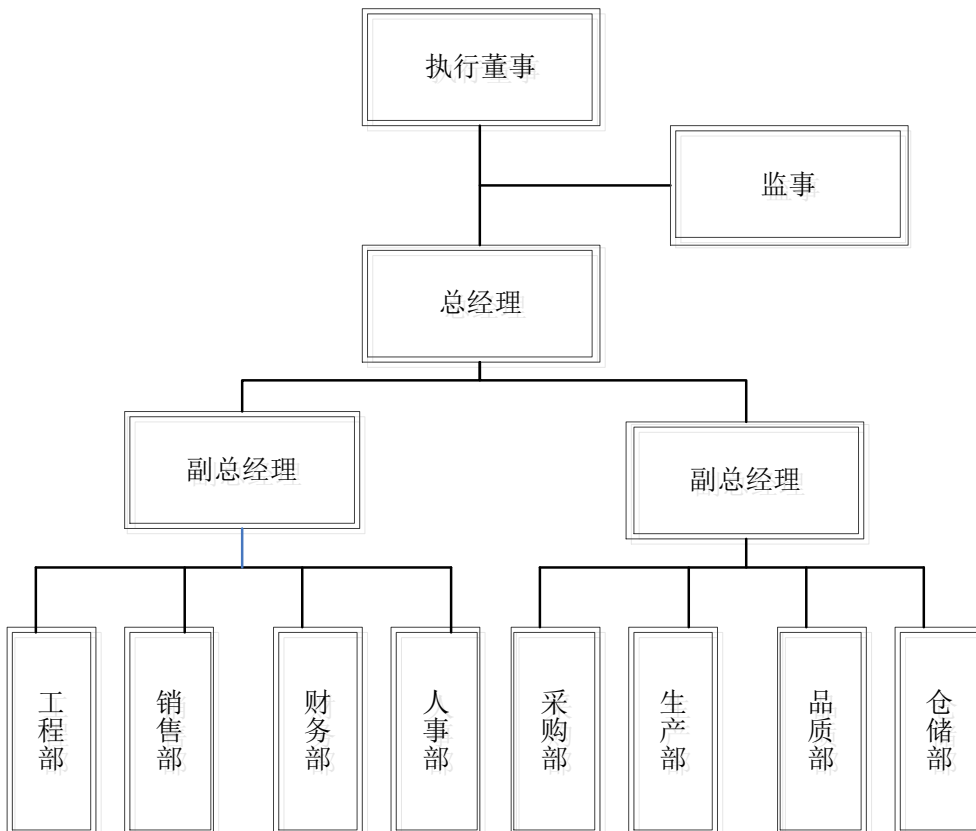 执行董事
监事
总经理
副总经理
副总经理
工程部
销售部
财务部
人事部
采购部
生产部
品质部
仓储部